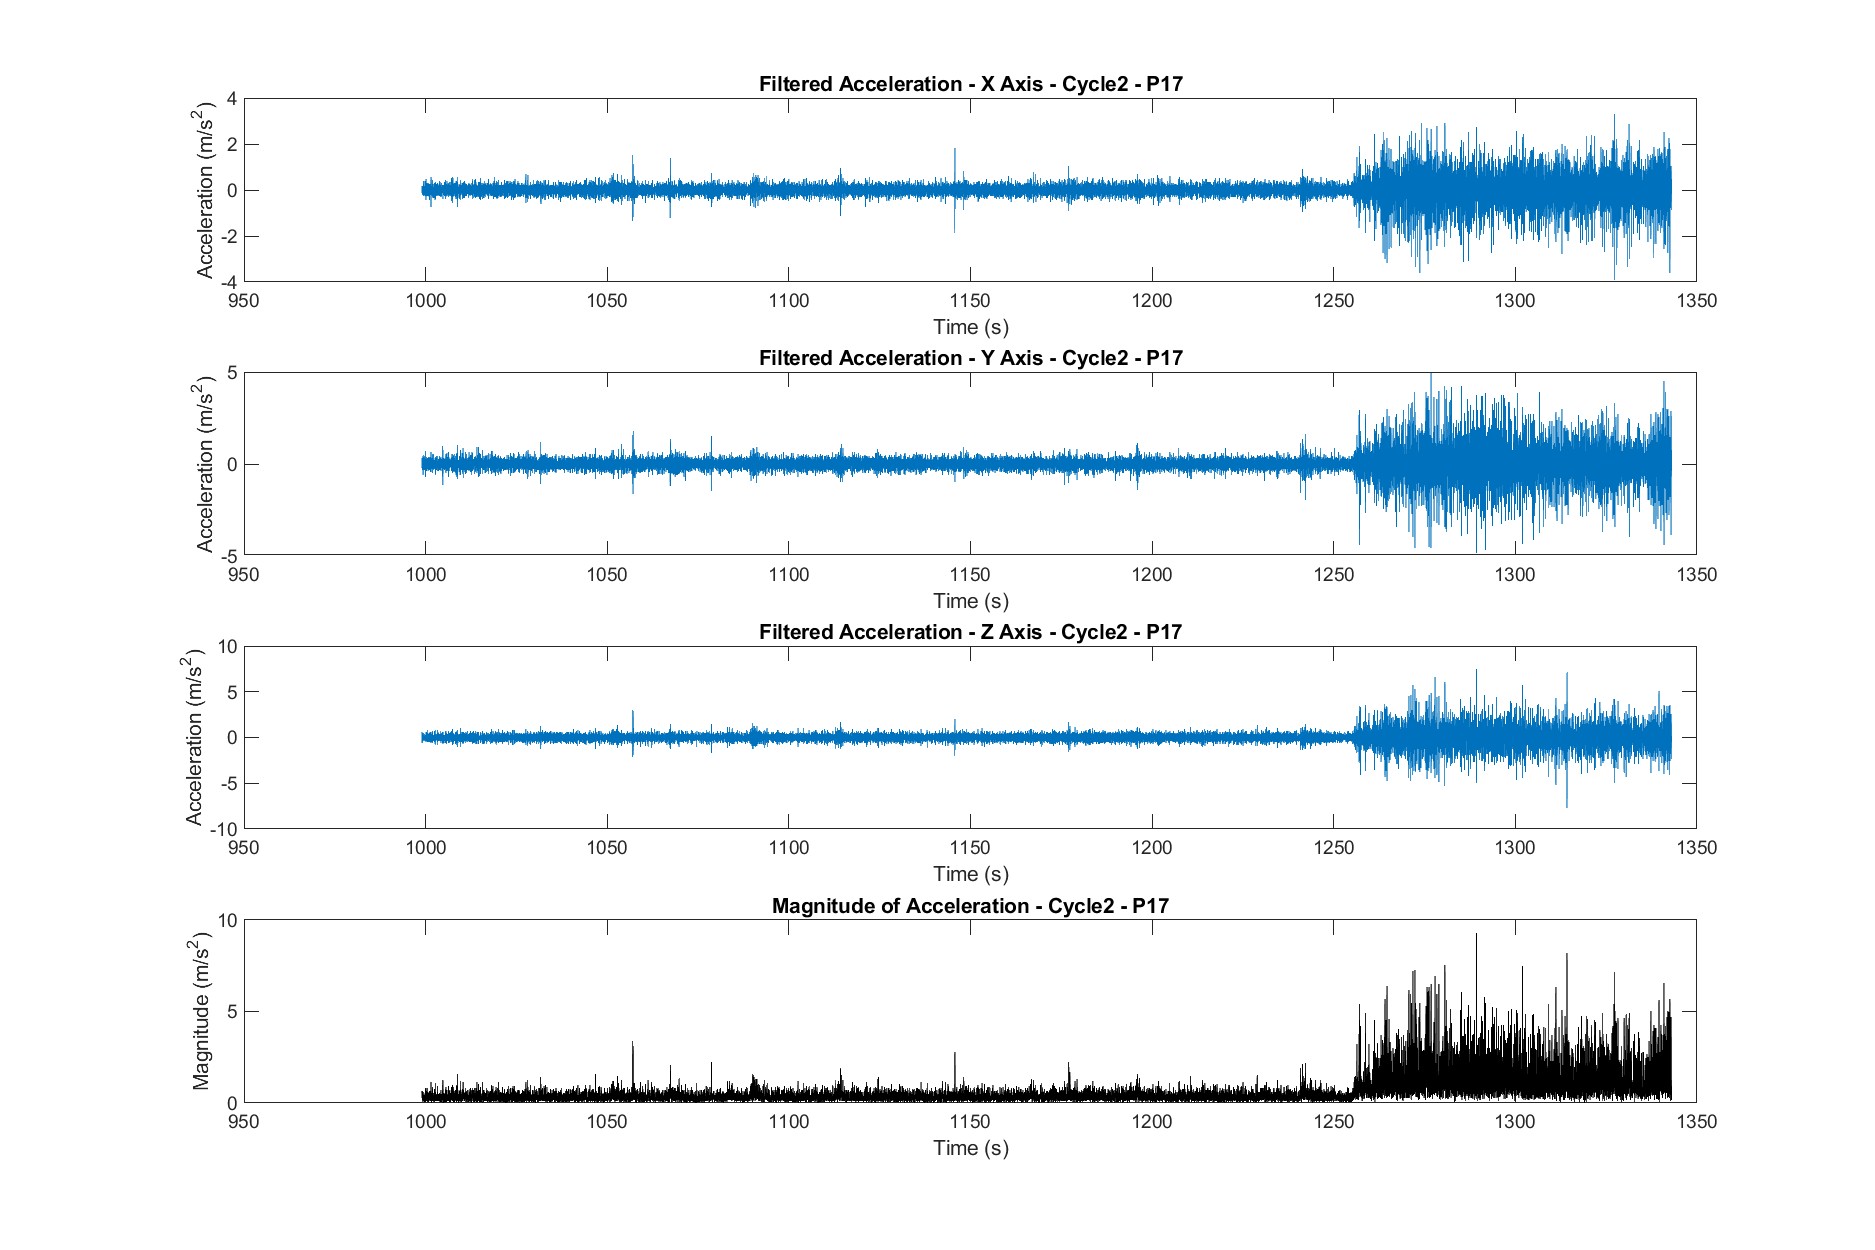 Filtered Acceleration - X Axis - Cycle2 - P17
Acceleration (m/s²)
4
2
0
-2
-4
950 1000 1050 1100 1150 1200 1250 1300 1350
Time (s)
Filtered Acceleration - Y Axis - Cycle2 - P17
Acceleration (m/s²)
5
0
-5
950 1000 1050 1100 1150 1200 1250 1300 1350
Time (s)
Filtered Acceleration - Z Axis - Cycle2 - P17
Acceleration (m/s²)
10
5
0
-5
-10
950 1000 1050 1100 1150 1200 1250 1300 1350
Time (s)
Magnitude of Acceleration - Cycle2 - P17
Magnitude (m/s²)
10
5
0
950 1000 1050 1100 1150 1200 1250 1300 1350
Time (s)